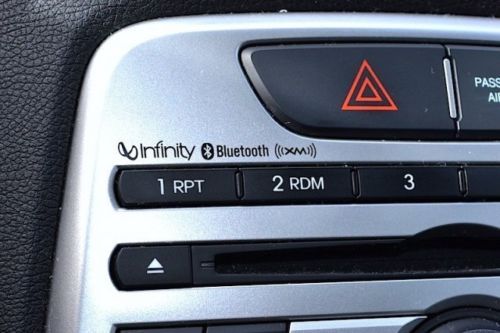 PASS
AI
Infinity Bluetooth ((XM))
1 RPT 2 RDM 3